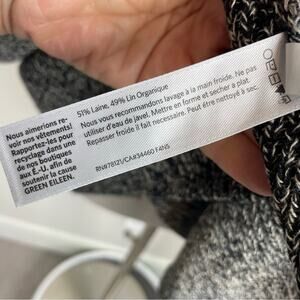 Nous aimerions re-
voir nos vêtements!
Rapportez-les pour
recyclage dans une
de nos boutiques
aux É.-U. afin de
soutenir la cause
GREEN EILEEN.
51% Laine, 49% Lin Organique
Nous vous recommandons lavage à la main froide. Ne pas
utiliser d'eau de javel. Mettre en forme et sécher à plat
Repasser froide il fait necessaire. Peut être nettoyé à sec.
RN#78121/CA#34460 F4NS